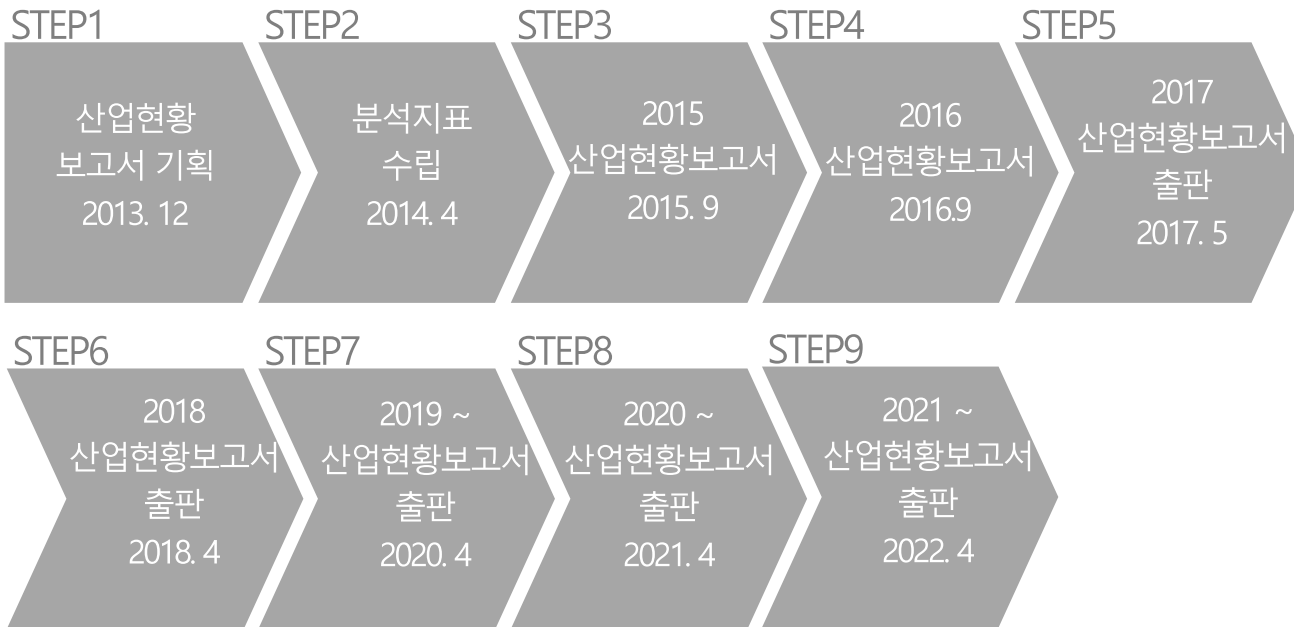 STEP1
산업현황
보고서 기획
2013. 12
STEP2
분석지표
수립
2014. 4
STEP3
2015
산업현황보고서
2015. 9
STEP4
2016
산업현황보고서
2016.9
STEP5
2017
산업현황보고서
출판
2017. 5
STEP6
2018
산업현황보고서
출판
2018. 4
STEP7
2019 ~
산업현황보고서
출판
2020. 4
STEP8
2020 ~
산업현황보고서
출판
2021. 4
STEP9
2021 ~
산업현황보고서
출판
2022. 4